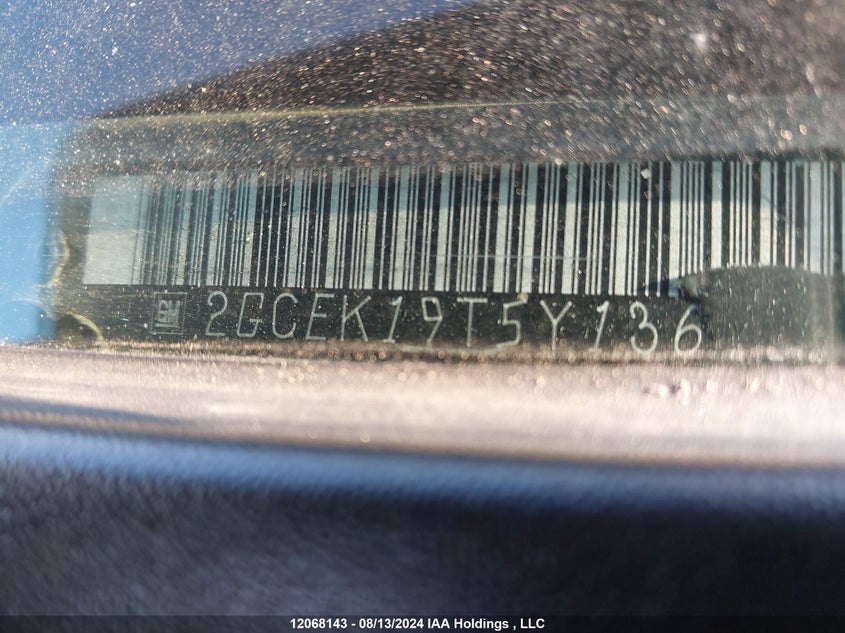 GM 2GCEK19T5Y136
12068143 - 08/13/2024 IAA Holdings , LLC